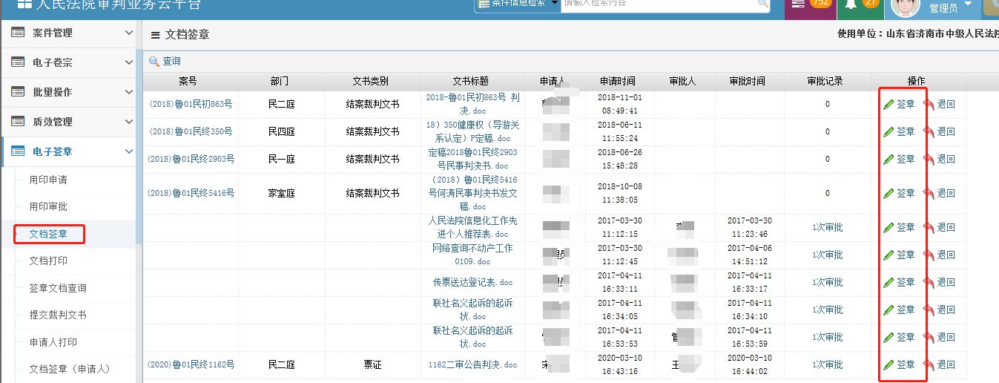 人民法院审判业务云平台
案件信息检索
请输入检索内容
752
21
管理员
案件管理
电子卷宗
批量操作
质效管理
电子签章
用印申请
用印审批
文档签章
文档打印
签章文档查询
提交裁判文书
申请人打印
文档签章（申请人）
文档签章
使用单位：山东省济南市中级人民法院
查询
案号 部门 文书类别 文书标题 申请人 申请时间 审批人 审批时间 审批记录 操作
(2018)鲁01民初863号 民二庭 结案裁判文书 2018-鲁01民初863号 判 2018-11-01 0 签章 退回
决.doc 08:49:41
(2018)鲁01民终350号 民四庭 结案裁判文书 18）350健康权（导游关 2018-06-11 0 签章 退回
系认定）P定稿.doc 11:55:24
(2018)鲁01民终2903号 民一庭 结案裁判文书 定稿2018鲁01民终2903 2018-06-26 0 签章 退回
号民事判决书.doc 15:48:28
(2018)鲁01民终5416号 家室庭 结案裁判文书 （2018）鲁01民终5416 2018-10-08 0 签章 退回
号何涛民事判决书发文 11:38:05
稿.doc
人民法院信息化工作先 2017-03-30 2017-03-30 1次审批 签章 退回
进个人推荐表.doc 11:12:15 11:23:46
网络查询不动产工作 2017-03-30 2017-04-06 1次审批 签章 退回
0109.doc 11:12:45 14:51:12
传票送达登记表.doc 2017-04-11 2017-04-11 1次审批 签章 退回
16:33:11 16:33:17
联社名义起诉的起诉 2017-04-11 2017-04-11 1次审批 签章 退回
状.doc 16:34:05 16:34:10
联社名义起诉的起诉 2017-04-11 管 2017-04-11 1次审批 签章 退回
状.doc 16:53:53 16:53:59
(2020)鲁01民终1162号 民二庭 票证 1162二审公告判决.doc 宋 2020-03-10 王 2020-03-10 1次审批 签章 退回
16:43:16 16:44:02